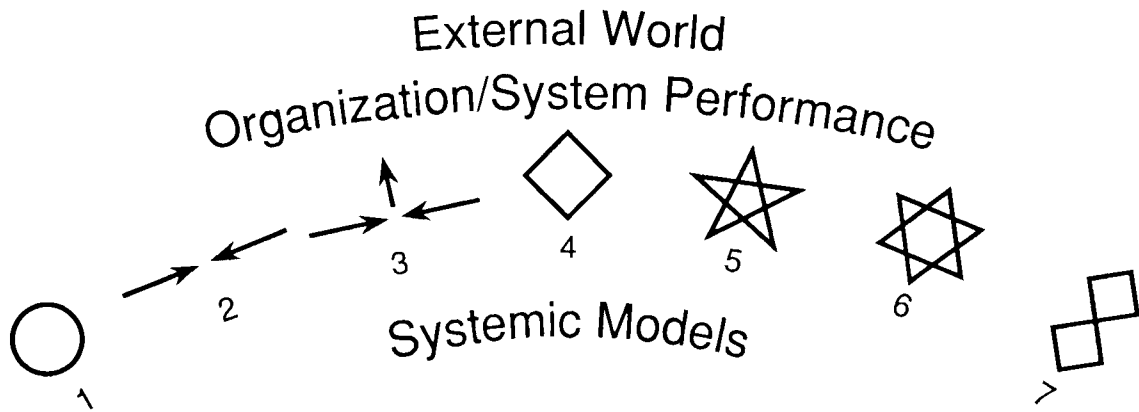 External World
Organization/System Performance
1
2
3
4
5
6
7
Systemic Models